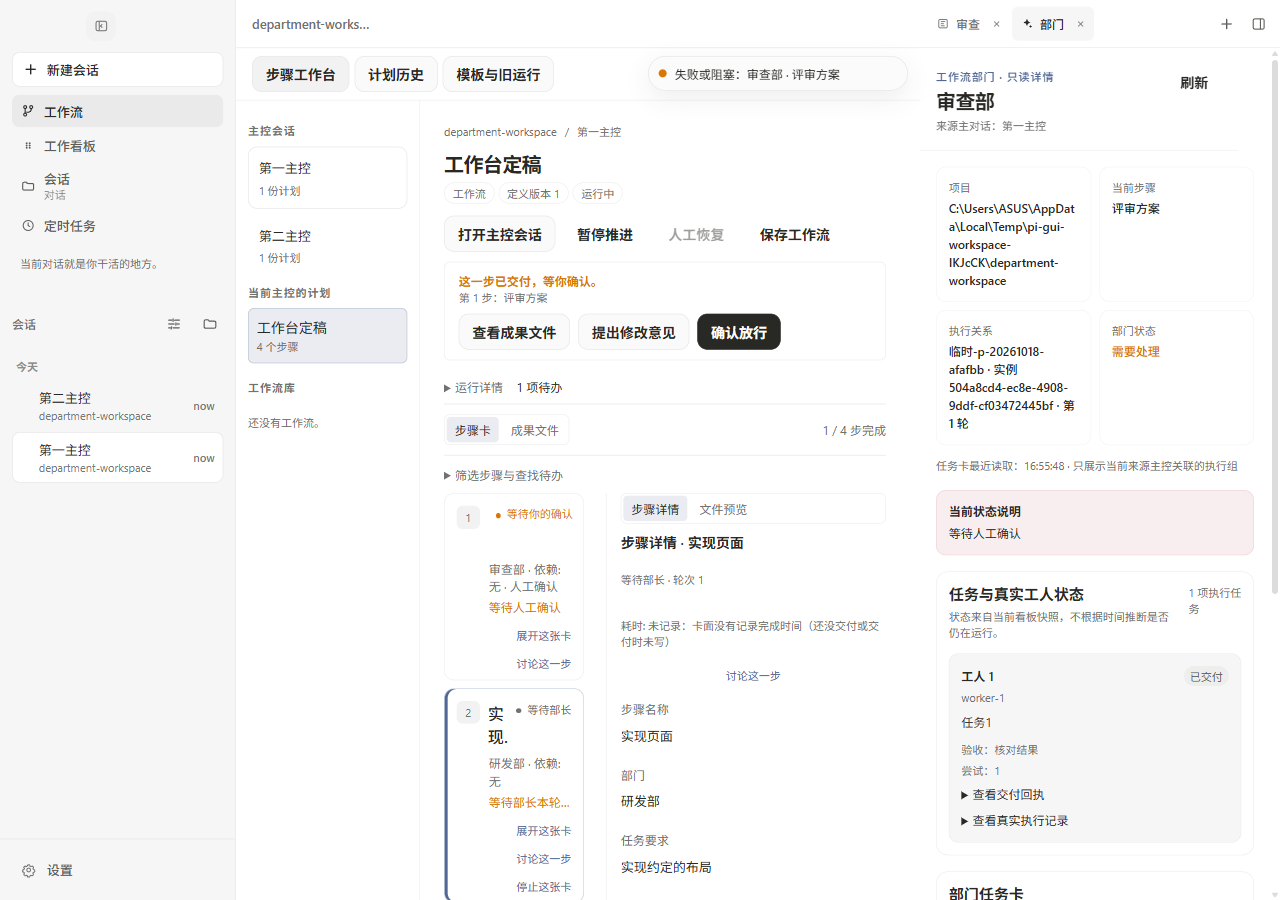 新建会话
工作流
工作看板
会话
对话
定时任务
当前对话就是你干活的地方。
会话
今天
第二主控
department-workspace
now
第一主控
department-workspace
now
设置
department-works...
步骤工作台
计划历史
模板与旧运行
失败或阻塞：审查部 · 评审方案
主控会话
第一主控
1 份计划
第二主控
1 份计划
当前主控的计划
工作台定稿
4 个步骤
工作流库
还没有工作流。
department-workspace / 第一主控
工作台定稿
工作流
定义版本 1
运行中
打开主控会话
暂停推进
人工恢复
保存工作流
这一步已交付，等你确认。
第 1 步：评审方案
查看成果文件
提出修改意见
确认放行
运行详情
1 项待办
步骤卡
成果文件
1 / 4 步完成
筛选步骤与查找待办
1
等待你的确认
审查部 · 依赖:
无 · 人工确认
等待人工确认
展开这张卡
讨论这一步
2
实
现.
等待部长
研发部 · 依赖:
无
等待部长本轮...
展开这张卡
讨论这一步
停止这张卡
步骤详情
文件预览
步骤详情 · 实现页面
等待部长 · 轮次 1
耗时: 未记录：卡面没有记录完成时间（还没交付或交
付时未写）
讨论这一步
步骤名称
实现页面
部门
研发部
任务要求
实现约定的布局
审查 ×
部门 ×
工作流部门 · 只读详情
审查部
来源主对话：第一主控
刷新
项目
C:\Users\ASUS\AppDat
a\Local\Temp\pi-gui-
workspace-
IKJcCK\department-
workspace
当前步骤
评审方案
执行关系
临时-p-20261018-
afafbb · 实例
504a8cd4-ec8e-4908-
9ddf-cf03472445bf · 第
1 轮
部门状态
需要处理
任务卡最近读取：16:55:48 · 只展示当前来源主控关联的执行组
当前状态说明
等待人工确认
任务与真实工人状态
状态来自当前看板快照，不根据时间推断是否
仍在运行。
1 项执行任
务
工人 1
已交付
worker-1
任务1
验收：核对结果
尝试：1
查看交付回执
查看真实执行记录
部门任务卡